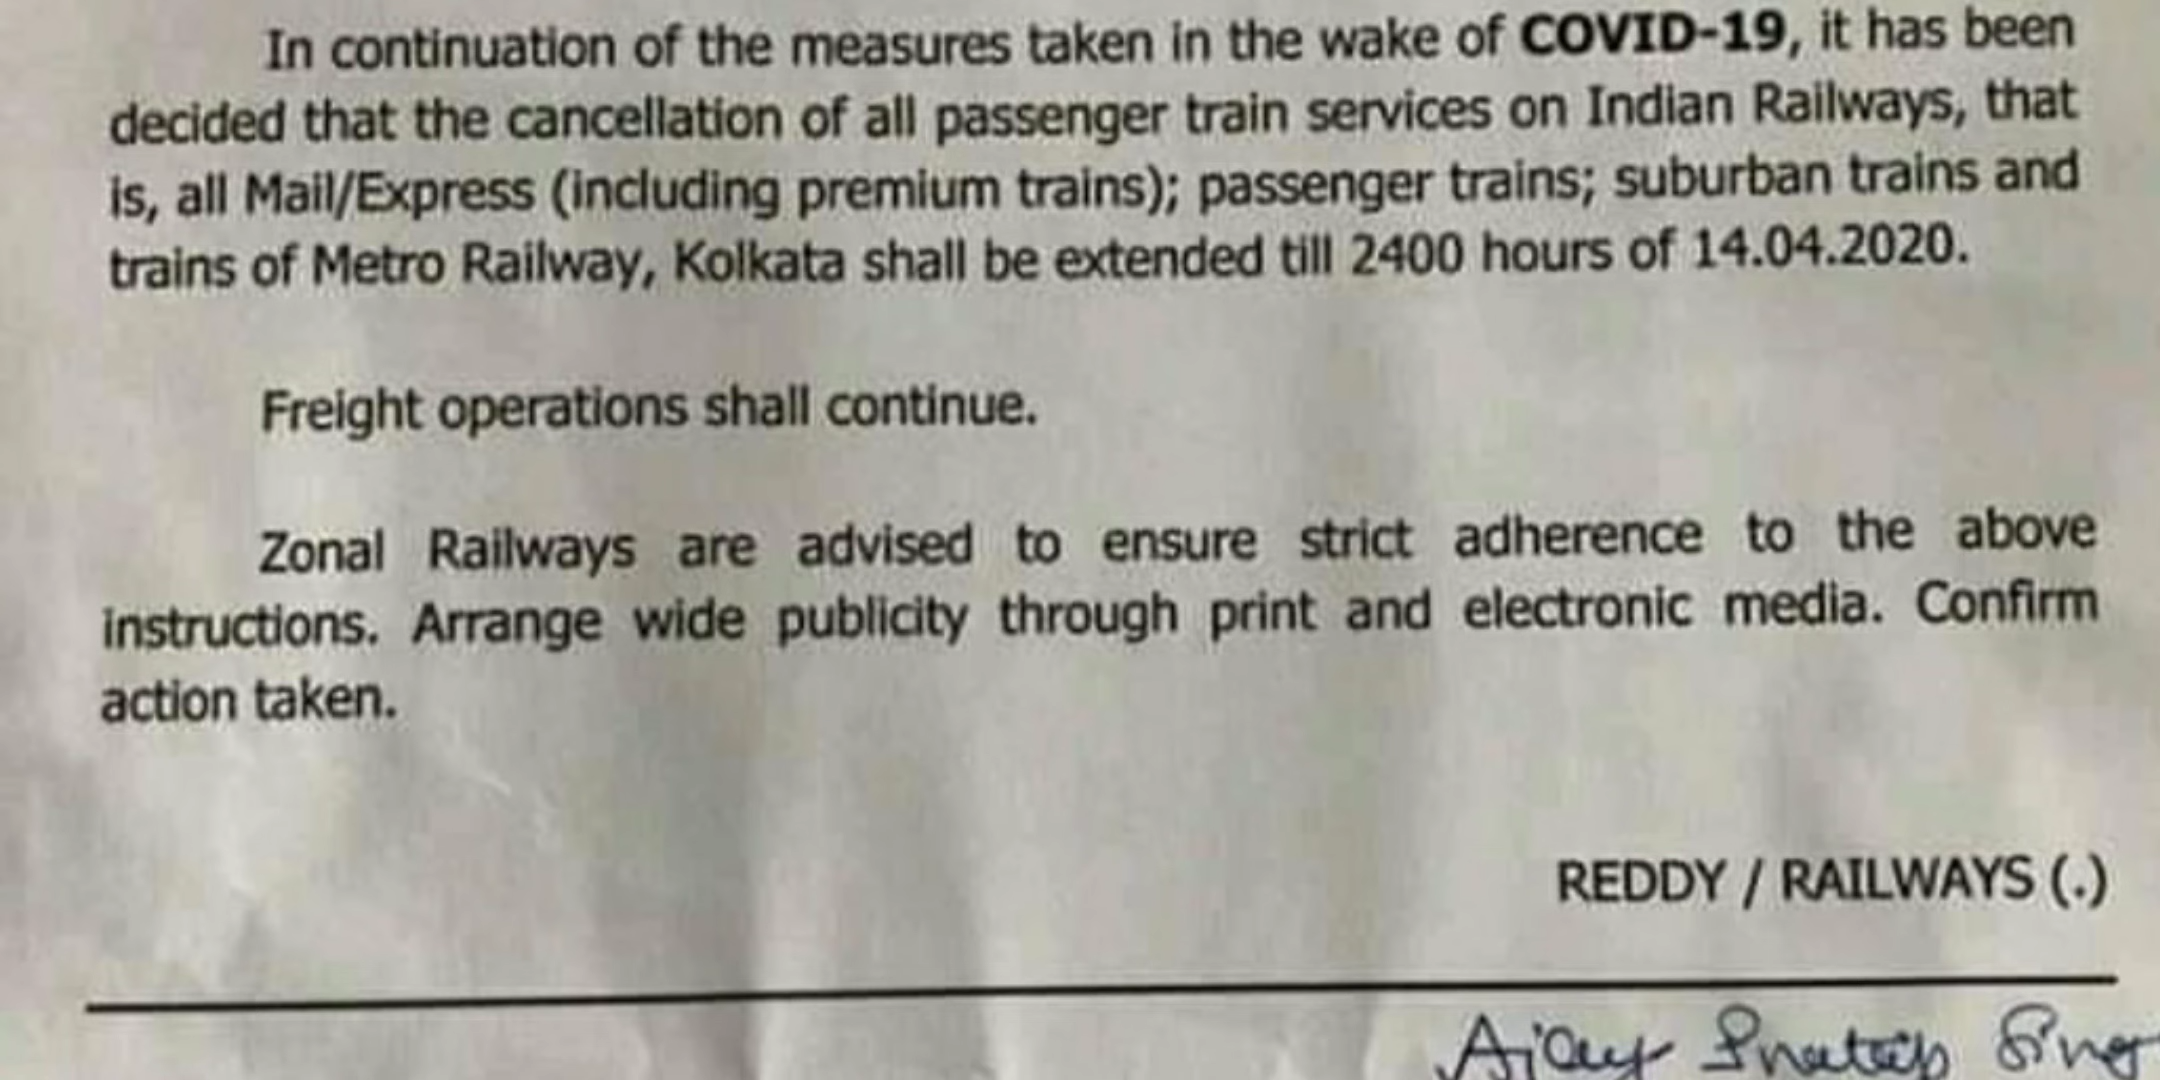 In continuation of the measures taken in the wake of COVID-19, it has been
decided that the cancellation of all passenger train services on Indian Railways, that
is, all Mail/Express (including premium trains); passenger trains; suburban trains and
trains of Metro Railway, Kolkata shall be extended till 2400 hours of 14.04.2020.
Freight operations shall continue.
Zonal Railways are advised to ensure strict adherence to the above
instructions. Arrange wide publicity through print and electronic media. Confirm
action taken.
REDDY / RAILWAYS (.)
Ajay Pratap